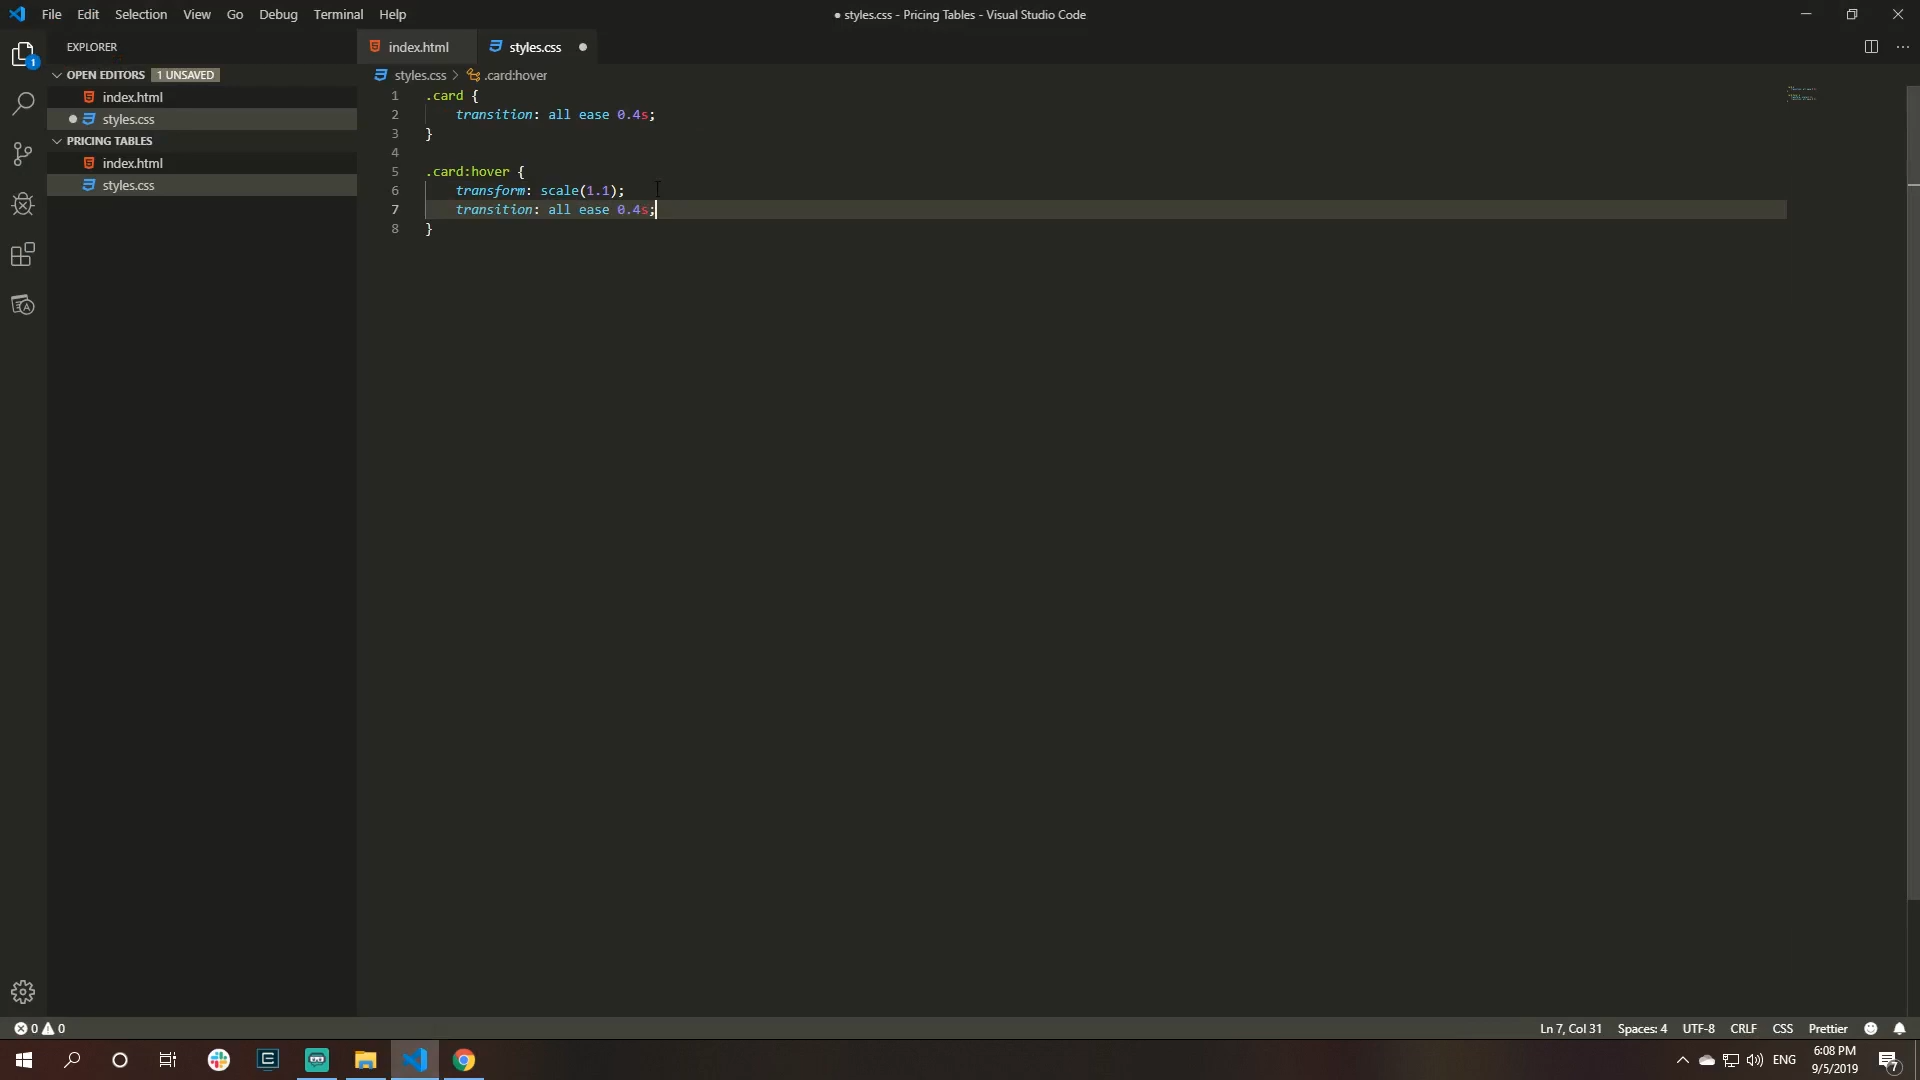 File Edit Selection View Go Debug Terminal Help
● styles.css - Pricing Tables - Visual Studio Code
EXPLORER
OPEN EDITORS 1 UNSAVED
index.html
styles.css
PRICING TABLES
index.html
styles.css
1
index.html styles.css
styles.css > .card:hover
1 .card {
2 transition: all ease 0.4s;
3 }
4
5 .card:hover {
6 transform: scale(1.1);
7 transition: all ease 0.4s;
8 }
0 0
Ln 7, Col 31 Spaces: 4 UTF-8 CRLF CSS Prettier
ENG
6:08 PM
9/5/2019
7